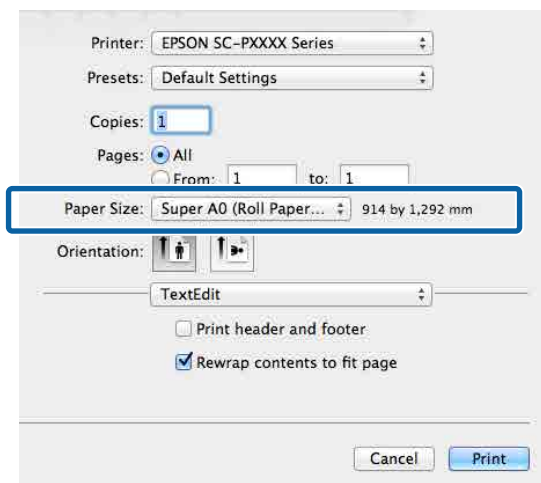 Printer: EPSON SC-PXXXX Series
Presets: Default Settings
Copies: 1
Pages: All
From: 1 to: 1
Paper Size: Super A0 (Roll Paper... 914 by 1,292 mm
Orientation:
TextEdit
Print header and footer
Rewrap contents to fit page
Cancel Print